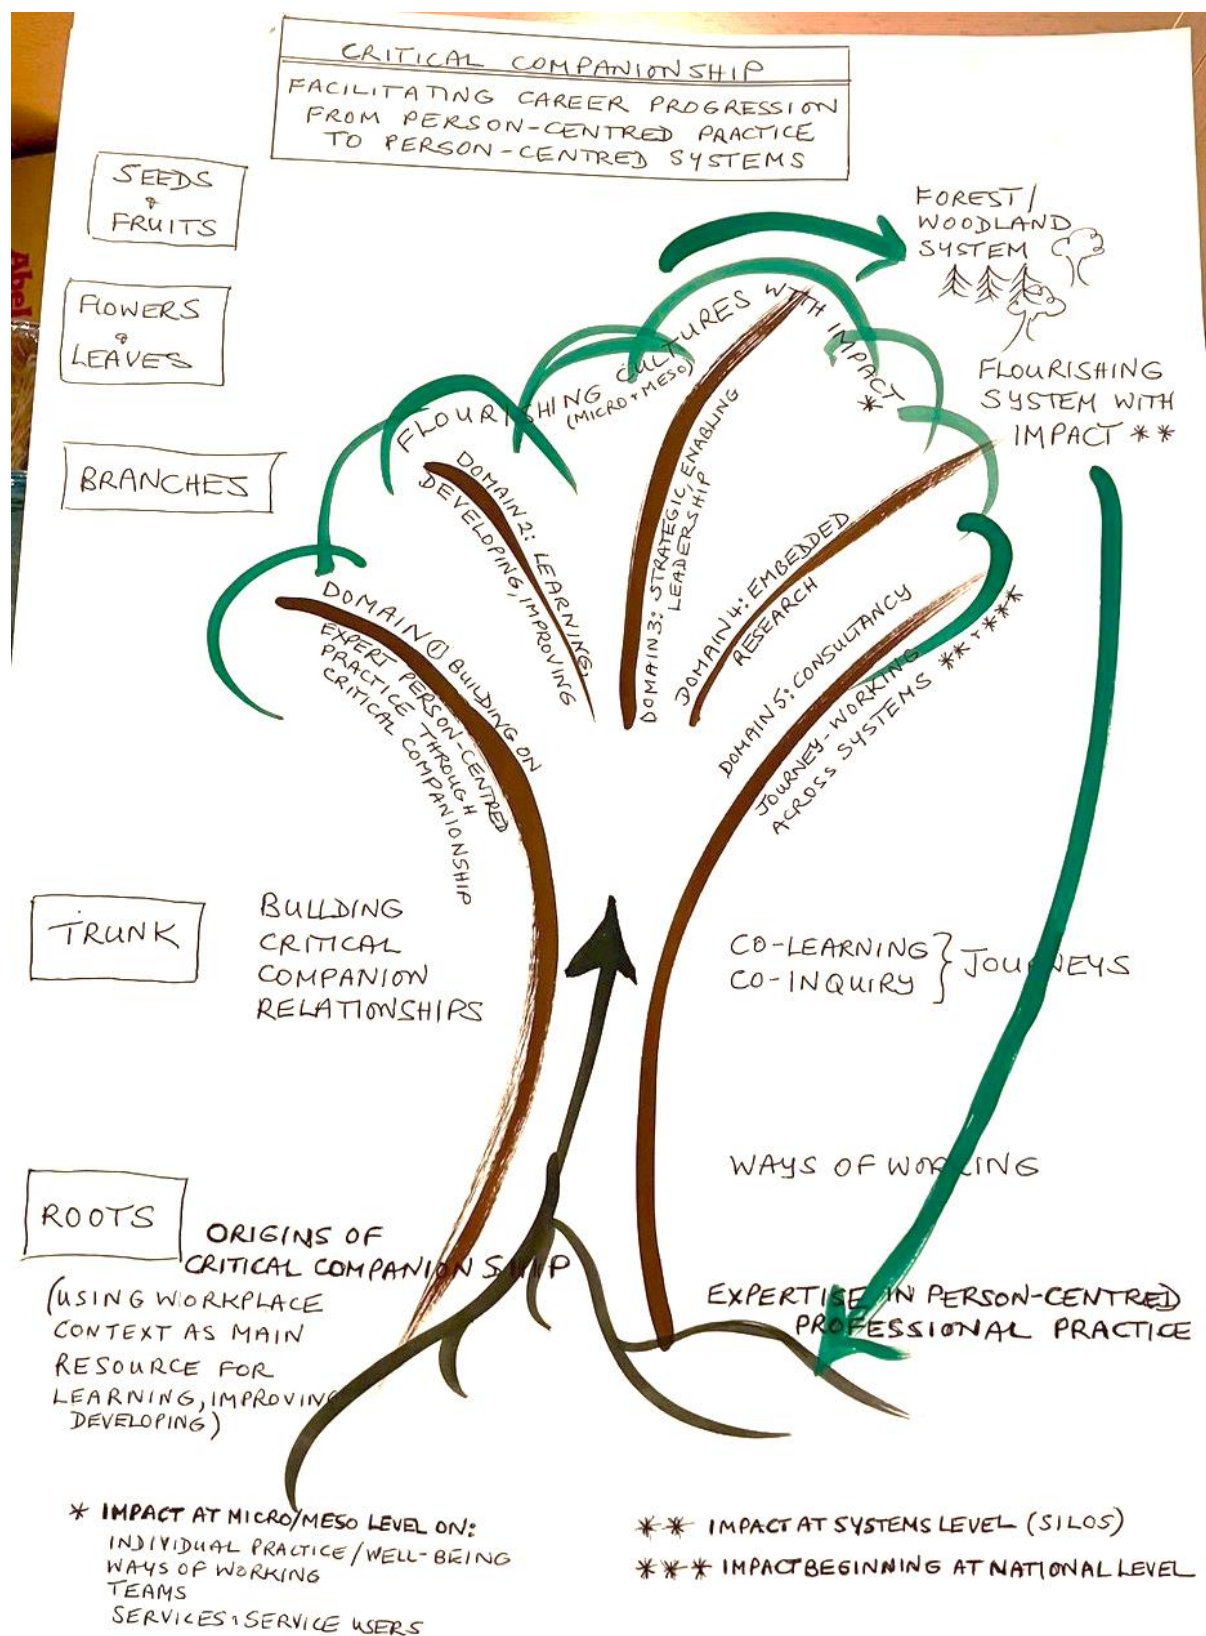 CRITICAL COMPANIONSHIP
FACILITATING CAREER PROGRESSION
FROM PERSON-CENTRED PRACTICE
TO PERSON-CENTRED SYSTEMS
SEEDS
&
FRUITS
FOREST/
WOODLAND
SYSTEM
FLOWERS
&
LEAVES
FLOURISHING CULTURES WITH IMPACT *
(MICRO & MESO)
FLOURISHING
SYSTEM WITH
IMPACT **
BRANCHES
DOMAIN ① BUILDING ON
EXPERT PERSON-CENTRED
PRACTICE THROUGH
CRITICAL COMPANIONSHIP
DOMAIN 2: LEARNING,
DEVELOPING, IMPROVING
DOMAIN 3: STRATEGIC, ENABLING
LEADERSHIP
DOMAIN 4: EMBEDDED
RESEARCH
DOMAIN 5: CONSULTANCY
JOURNEY-WORKING
ACROSS SYSTEMS ** & ***
TRUNK
BUILDING
CRITICAL
COMPANION
RELATIONSHIPS
CO-LEARNING
CO-INQUIRY
} JOURNEYS
WAYS OF WORKING
ROOTS
ORIGINS OF
CRITICAL COMPANIONSHIP
(USING WORKPLACE
CONTEXT AS MAIN
RESOURCE FOR
LEARNING, IMPROVING
DEVELOPING)
EXPERTISE IN PERSON-CENTRED
PROFESSIONAL PRACTICE
* IMPACT AT MICRO/MESO LEVEL ON:
INDIVIDUAL PRACTICE/WELL-BEING
WAYS OF WORKING
TEAMS
SERVICES & SERVICE USERS
** IMPACT AT SYSTEMS LEVEL (SILOS)
*** IMPACT BEGINNING AT NATIONAL LEVEL
Abel